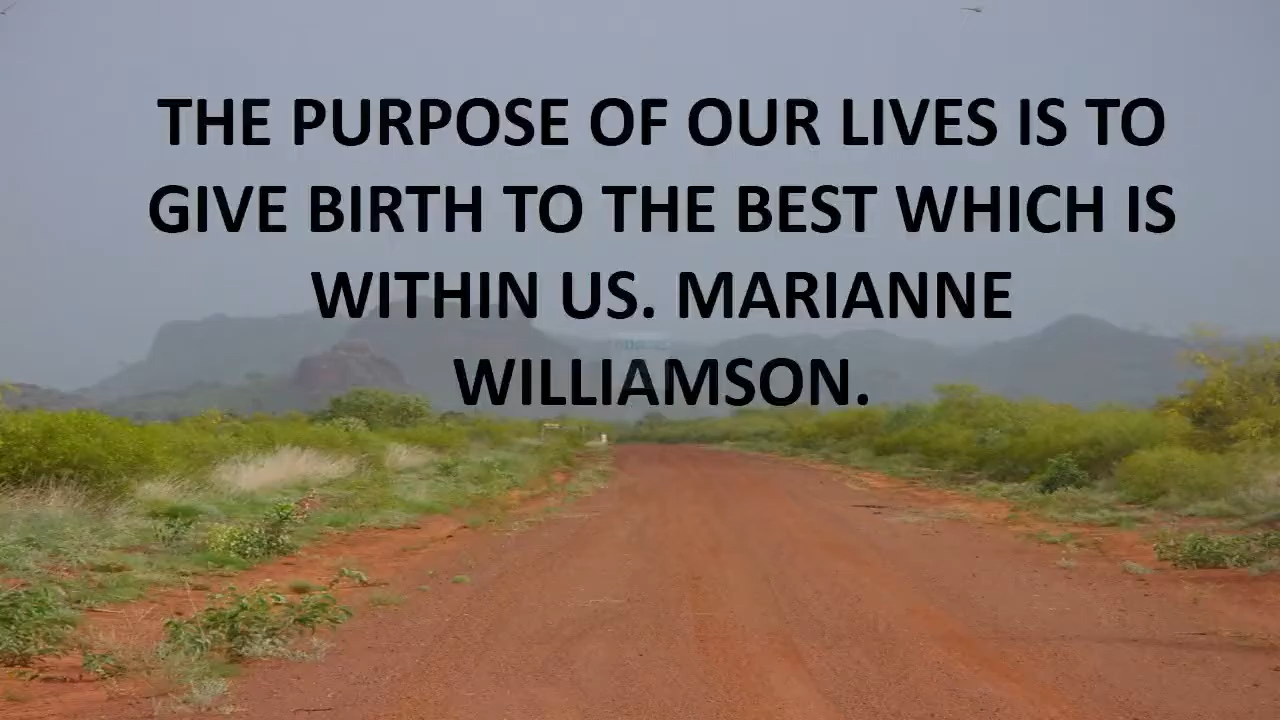 THE PURPOSE OF OUR LIVES IS TO
GIVE BIRTH TO THE BEST WHICH IS
WITHIN US. MARIANNE
WILLIAMSON.